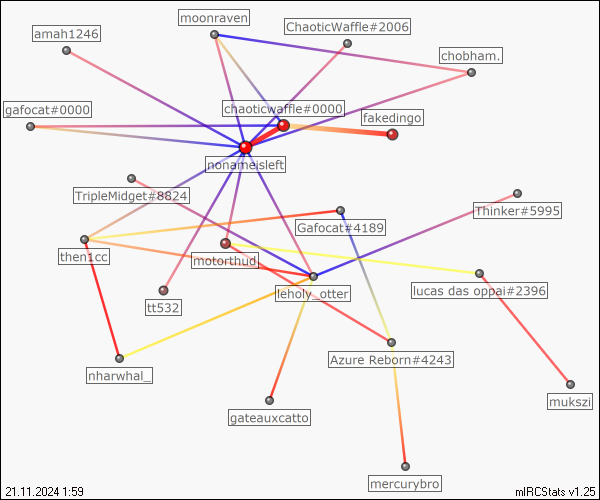 moonraven
ChaoticWaffle#2006
amah1246
chobham.
gafocat#0000
chaoticwaffle#0000
fakedingo
nonameisleft
TripleMidget#8824
Thinker#5995
Gafocat#4189
then1cc
motorthud_
leholy_otter
lucas das oppai#2396
tt532
Azure Reborn#4243
nharwhal_
mukszi
gateauxcatto
mercurybro
21.11.2024 1:59
mIRCStats v1.25